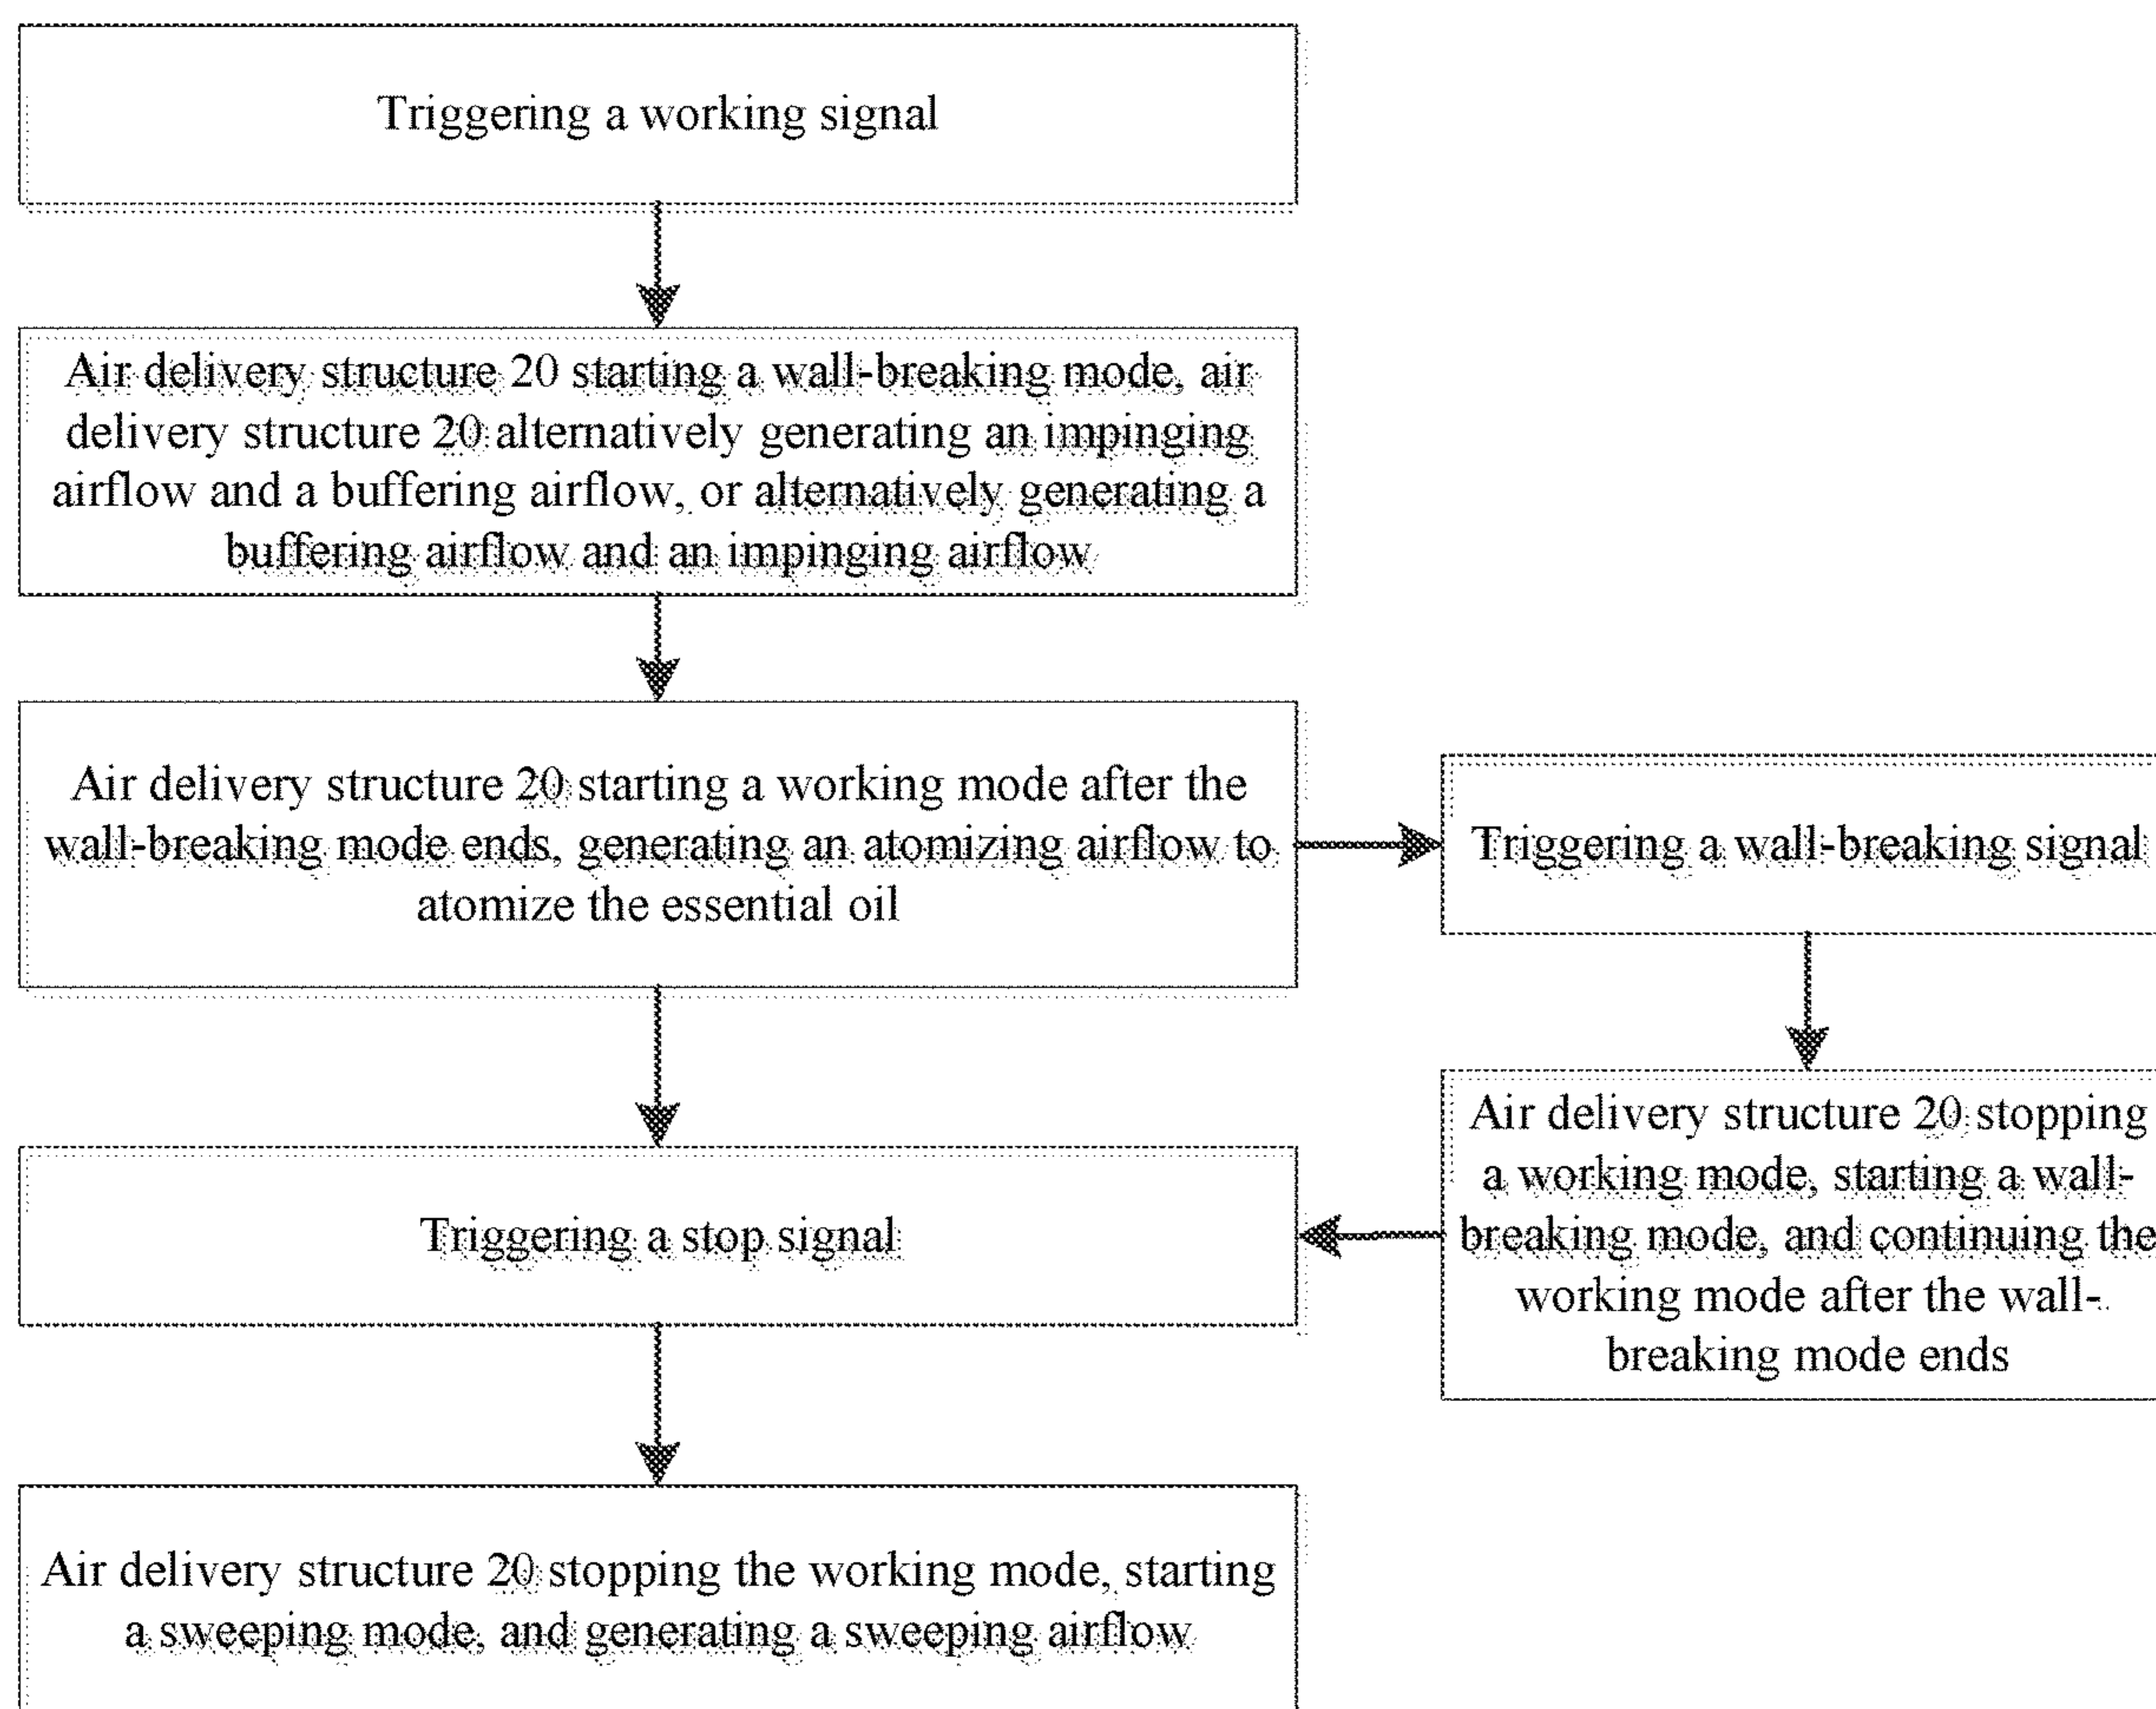 Triggering a working signal
Air delivery structure 20 starting a wall-breaking mode, air
delivery structure 20 alternatively generating an impinging
airflow and a buffering airflow, or alternatively generating a
buffering airflow and an impinging airflow
Air delivery structure 20 starting a working mode after the
wall-breaking mode ends, generating an atomizing airflow to
atomize the essential oil
Triggering a wall-breaking signal
Air delivery structure 20 stopping
a working mode, starting a wall-
breaking mode, and continuing the
working mode after the wall-
breaking mode ends
Triggering a stop signal
Air delivery structure 20 stopping the working mode, starting
a sweeping mode, and generating a sweeping airflow